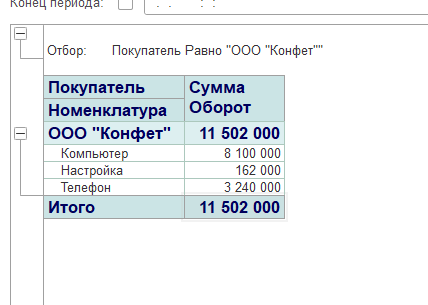 Конец периода:
Отбор: Покупатель Равно "ООО "Конфет""
Покупатель Сумма
Номенклатура Оборот
ООО "Конфет" 11 502 000
Компьютер 8 100 000
Настройка 162 000
Телефон 3 240 000
Итого 11 502 000